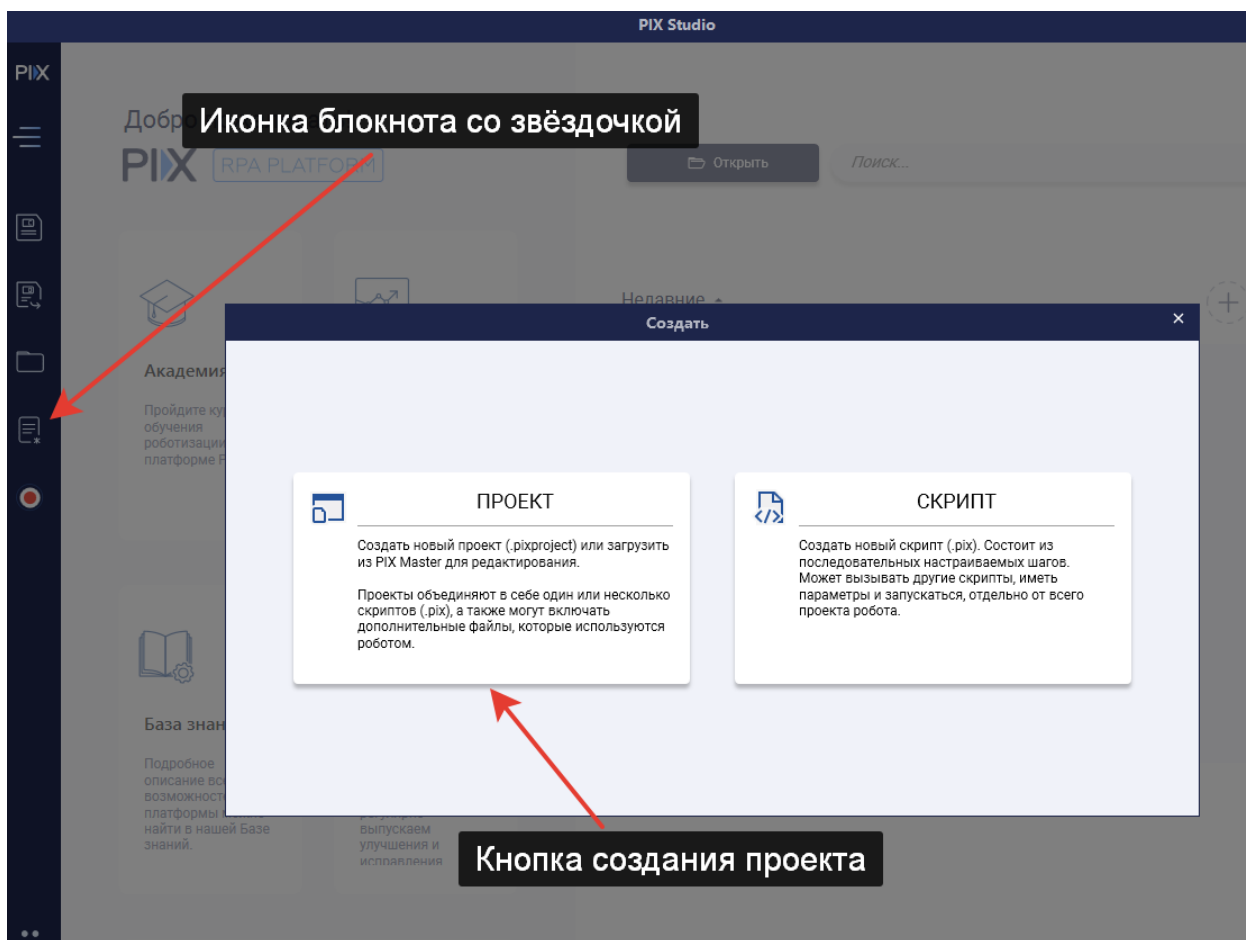 PIX Studio
PIX
Иконка блокнота со звёздочкой
Добро
PIX RPA PLATFORM
Открыть
Поиск...
Недавние
Создать
Академия
Пройдите
обучения
роботизации
платформе
ПРОЕКТ
Создать новый проект (.pixproject) или загрузить
из PIX Master для редактирования.
Проекты объединяют в себе один или несколько
скриптов (.pix), а также могут включать
дополнительные файлы, которые используются
роботом.
СКРИПТ
Создать новый скрипт (.pix). Состоит из
последовательных настраиваемых шагов.
Может вызывать другие скрипты, иметь
параметры и запускаться, отдельно от всего
проекта робота.
База знан
Подробное
описание
платформы
найти в нашей Базе
знаний.
выпускаем
улучшения и
исправления
Кнопка создания проекта